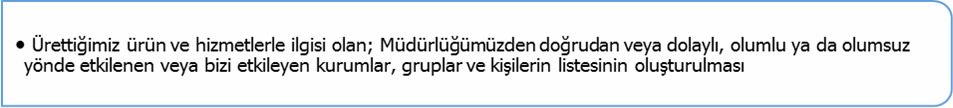 • Ürettiğimiz ürün ve hizmetlerle ilgisi olan; Müdürlüğümüzden doğrudan veya dolaylı, olumlu ya da olumsuz
yönde etkilenen veya bizi etkileyen kurumlar, gruplar ve kişilerin listesinin oluşturulması